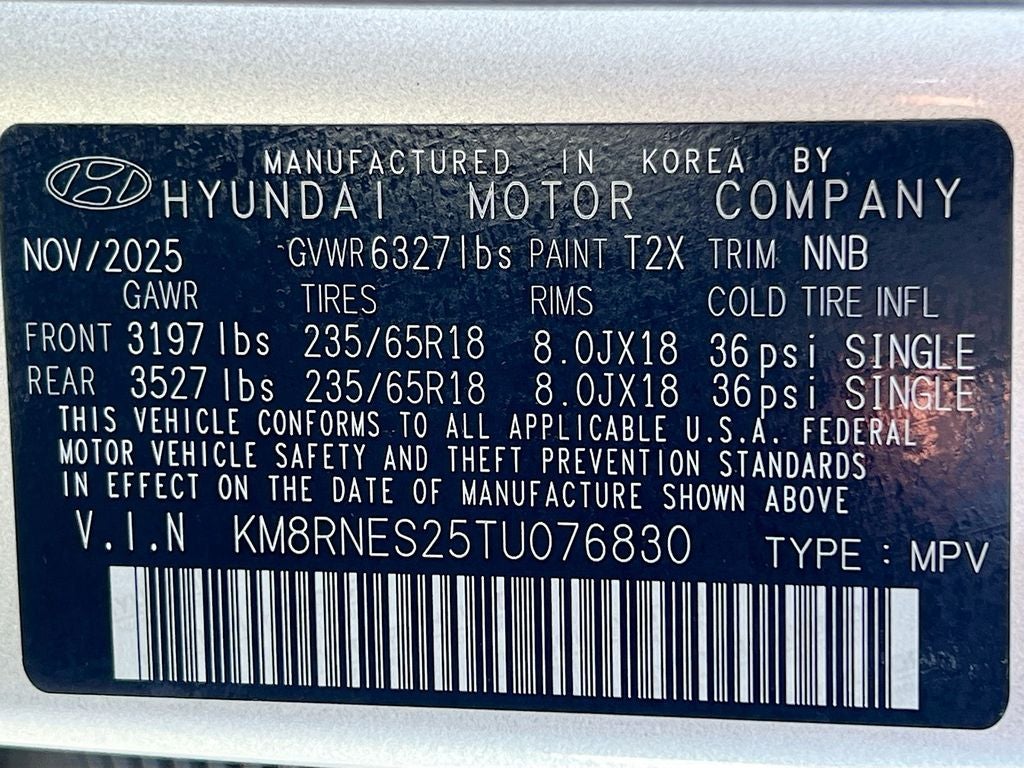 MANUFACTURED IN KOREA BY
HYUNDAI MOTOR COMPANY
NOV/2025 GVWR 6327lbs PAINT T2X TRIM NNB
GAWR TIRES RIMS COLD TIRE INFL
FRONT 3197lbs 235/65R18 8.0JX18 36psi SINGLE
REAR 3527lbs 235/65R18 8.0JX18 36psi SINGLE
THIS VEHICLE CONFORMS TO ALL APPLICABLE U.S.A. FEDERAL
MOTOR VEHICLE SAFETY AND THEFT PREVENTION STANDARDS
IN EFFECT ON THE DATE OF MANUFACTURE SHOWN ABOVE
V.I.N KM8RNES25TU076830 TYPE : MPV